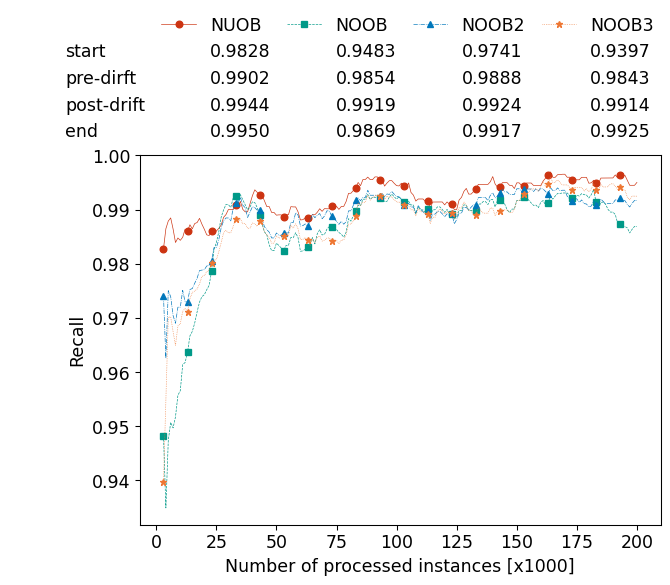 NUOB NOOB NOOB2 NOOB3
start 0.9828 0.9483 0.9741 0.9397
pre-dirft 0.9902 0.9854 0.9888 0.9843
post-drift 0.9944 0.9919 0.9924 0.9914
end 0.9950 0.9869 0.9917 0.9925
1.00
0.99
0.98
0.97
0.96
0.95
0.94
Recall
0 25 50 75 100 125 150 175 200
Number of processed instances [x1000]